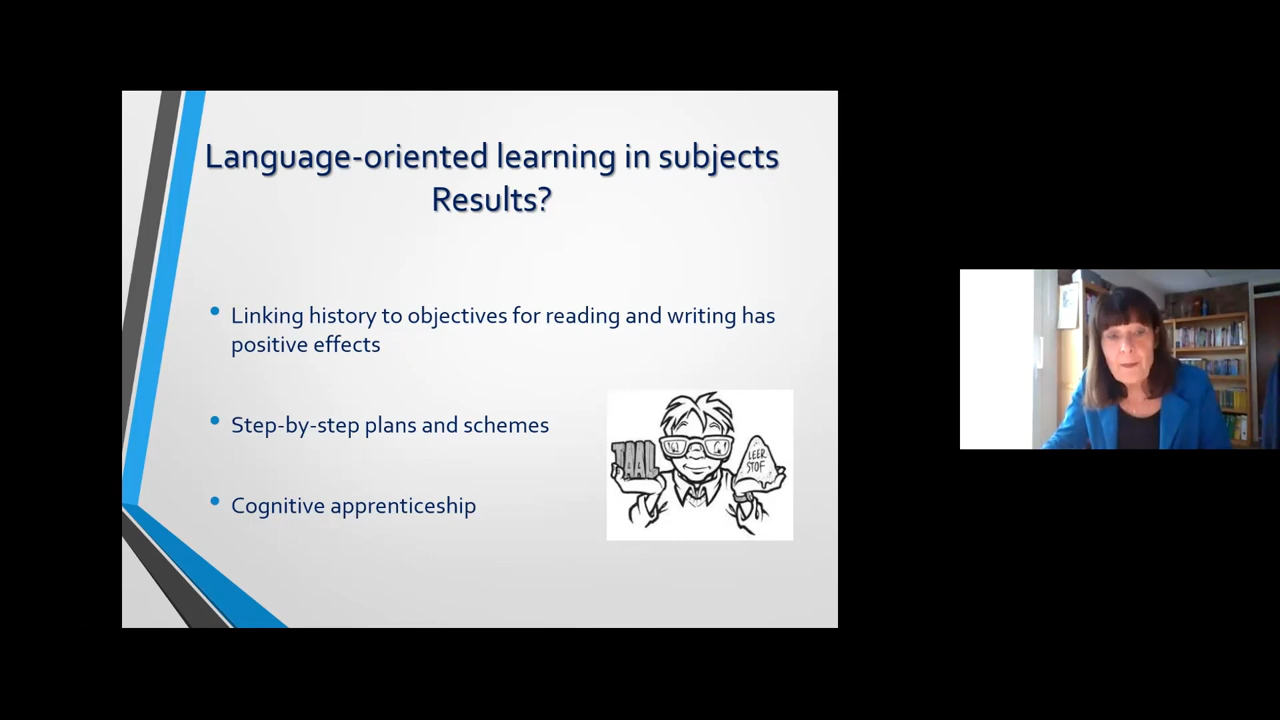 Language-oriented learning in subjects
Results?
• Linking history to objectives for reading and writing has
positive effects
• Step-by-step plans and schemes
• Cognitive apprenticeship
TAAL
LEER
STOF